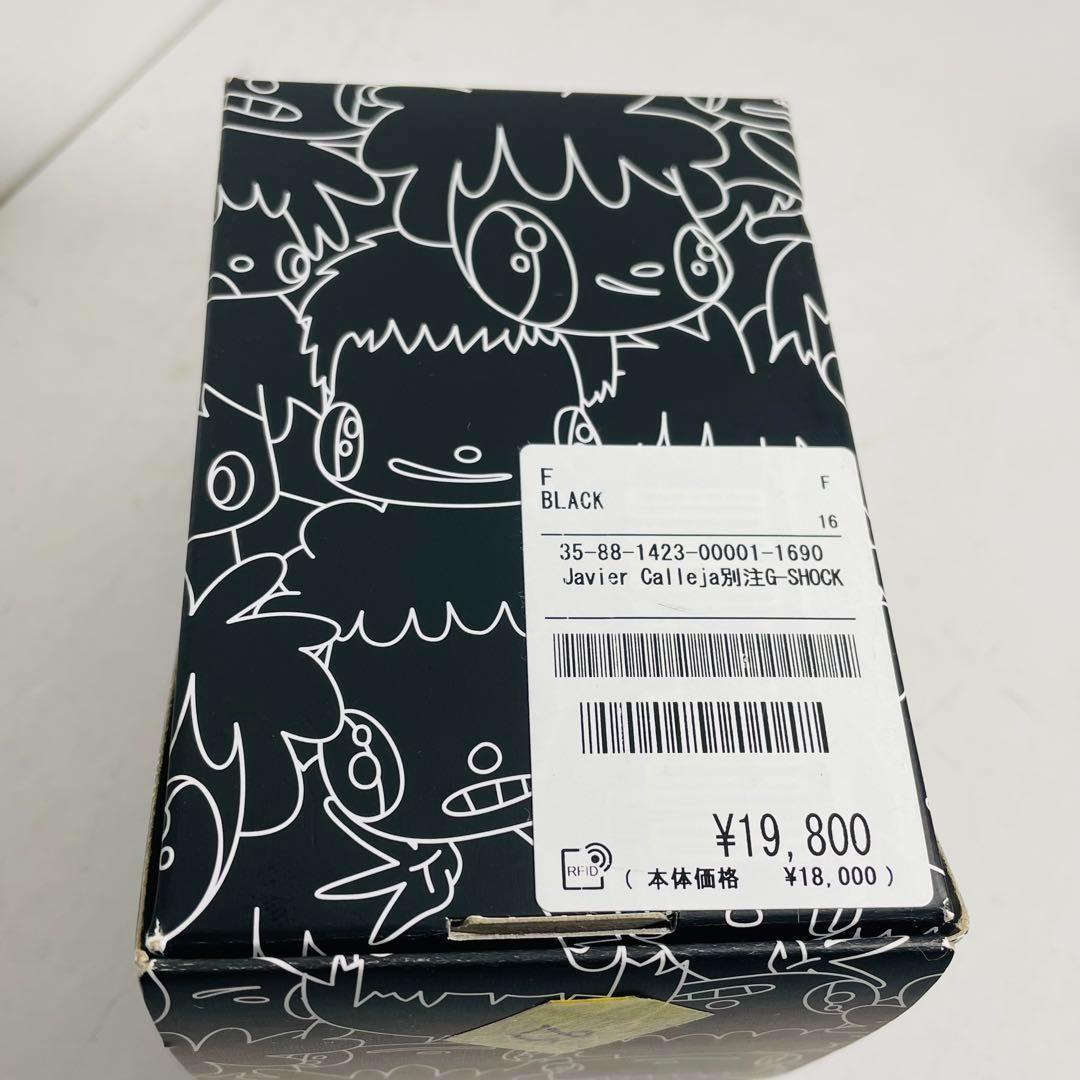 F F
BLACK
16
35-88-1423-00001-1690
Javier Calleja別注G-SHOCK
¥19,800
RFID
(本体価格 ¥18,000)